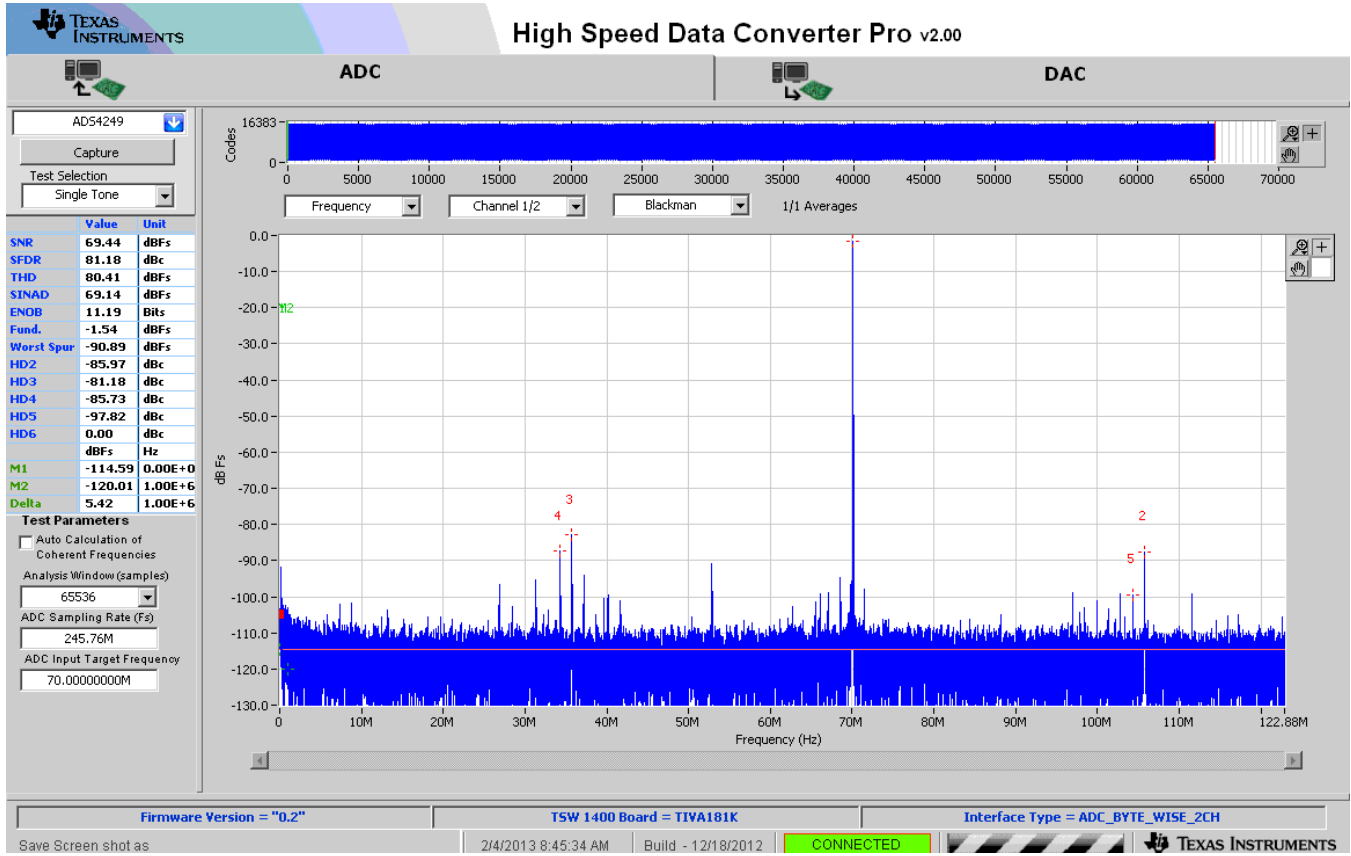 TEXAS
INSTRUMENTS
High Speed Data Converter Pro v2.00
ADC
DAC
ADS4249
Capture
Test Selection
Single Tone
Value Unit
SNR 69.44 dBFs
SFDR 81.18 dBc
THD 80.41 dBFs
SINAD 69.14 dBFs
ENOB 11.19 Bits
Fund. -1.54 dBFs
Worst Spur -90.89 dBFs
HD2 -85.97 dBc
HD3 -81.18 dBc
HD4 -85.73 dBc
HD5 -97.82 dBc
HD6 0.00 dBc
dBFs Hz
M1 -114.59 0.00E+0
M2 -120.01 1.00E+6
Delta 5.42 1.00E+6
Test Parameters
Auto Calculation of
Coherent Frequencies
Analysis Window (samples)
65536
ADC Sampling Rate (Fs)
245.76M
ADC Input Target Frequency
70.00000000M
Codes
16383
0
0 5000 10000 15000 20000 25000 30000 35000 40000 45000 50000 55000 60000 65000 70000
Frequency Channel 1/2 Blackman 1/1 Averages
dB Fs
0.0
-10.0
-20.0
M2
-30.0
-40.0
-50.0
-60.0
-70.0
3
4 2
-80.0
5
-90.0
-100.0
-110.0
-120.0
-130.0
0 10M 20M 30M 40M 50M 60M 70M 80M 90M 100M 110M 122.88M
Frequency (Hz)
Firmware Version = "0.2" TSW 1400 Board = TIVA181K Interface Type = ADC_BYTE_WISE_2CH
Save Screen shot as 2/4/2013 8:45:34 AM Build - 12/18/2012 CONNECTED TEXAS INSTRUMENTS